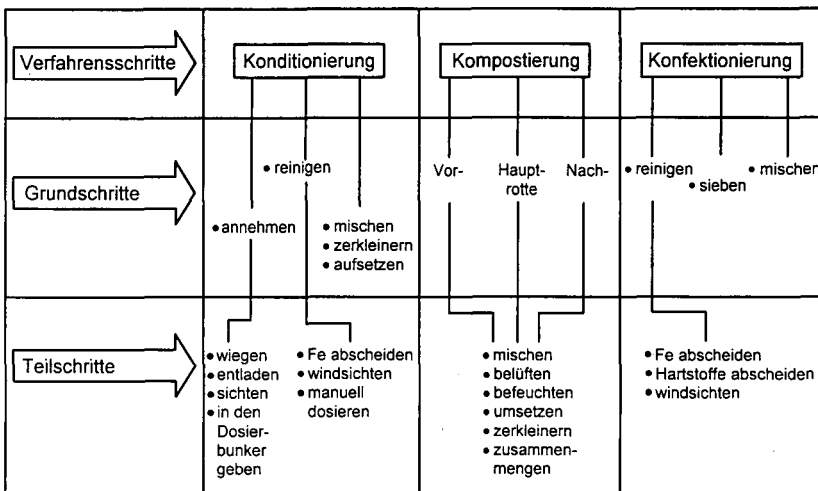 Verfahrensschritte
Konditionierung
Kompostierung
Konfektionierung
Grundschritte
• annehmen
• reinigen
• mischen
• zerkleinern
• aufsetzen
Vor-
Haupt-
rotte
Nach-
• reinigen
• sieben
• mischen
Teilschritte
• wiegen
• entladen
• sichten
• in den
Dosier-
bunker
geben
• Fe abscheiden
• windsichten
• manuell
dosieren
• mischen
• belüften
• befeuchten
• umsetzen
• zerkleinern
• zusammen-
mengen
• Fe abscheiden
• Hartstoffe abscheiden
• windsichten